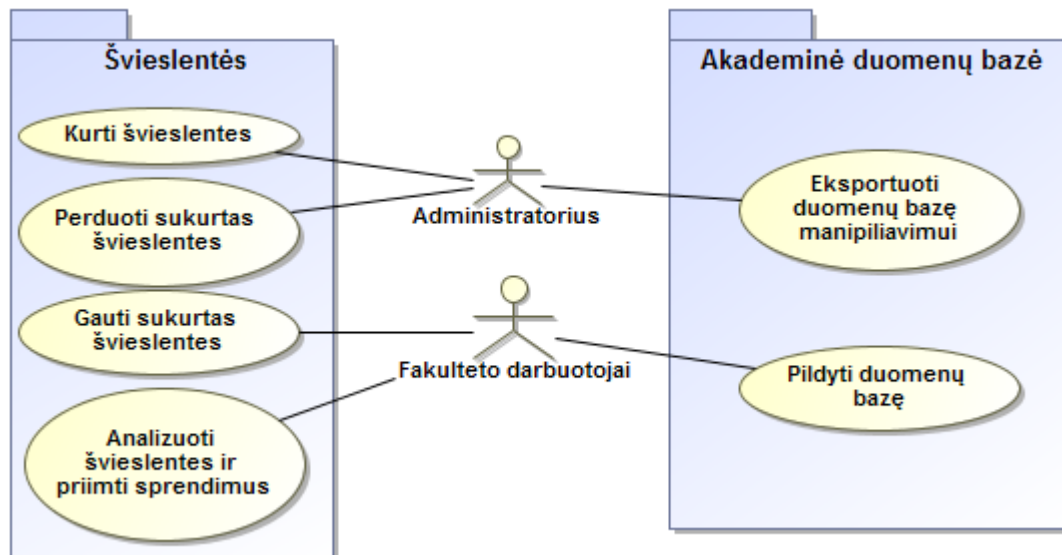 Švieslentės
Kurti švieslentes
Perduoti sukurtas
švieslentes
Gauti sukurtas
švieslentes
Analizuoti
švieslentes ir
priimti sprendimus
Administratorius
Fakulteto darbuotojai
Akademinė duomenų bazė
Eksportuoti
duomenų bazę
manipiliavimui
Pildyti duomenų
bazę